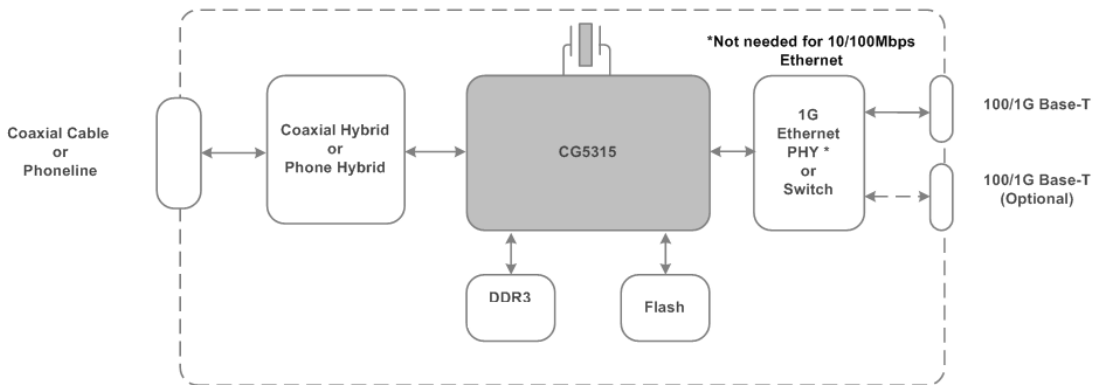 *Not needed for 10/100Mbps
Ethernet
Coaxial Cable
or
Phoneline
Coaxial Hybrid
or
Phone Hybrid
CG5315
1G
Ethernet
PHY *
or
Switch
100/1G Base-T
100/1G Base-T
(Optional)
DDR3
Flash